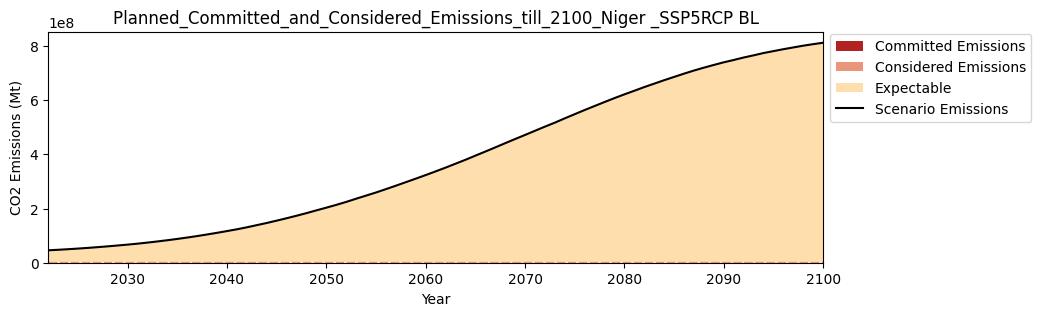 Planned_Committed_and_Considered_Emissions_till_2100_Niger _SSP5RCP BL
1e8
8
6
4
2
0
CO2 Emissions (Mt)
2030 2040 2050 2060 2070 2080 2090 2100
Year
Committed Emissions
Considered Emissions
Expectable
Scenario Emissions